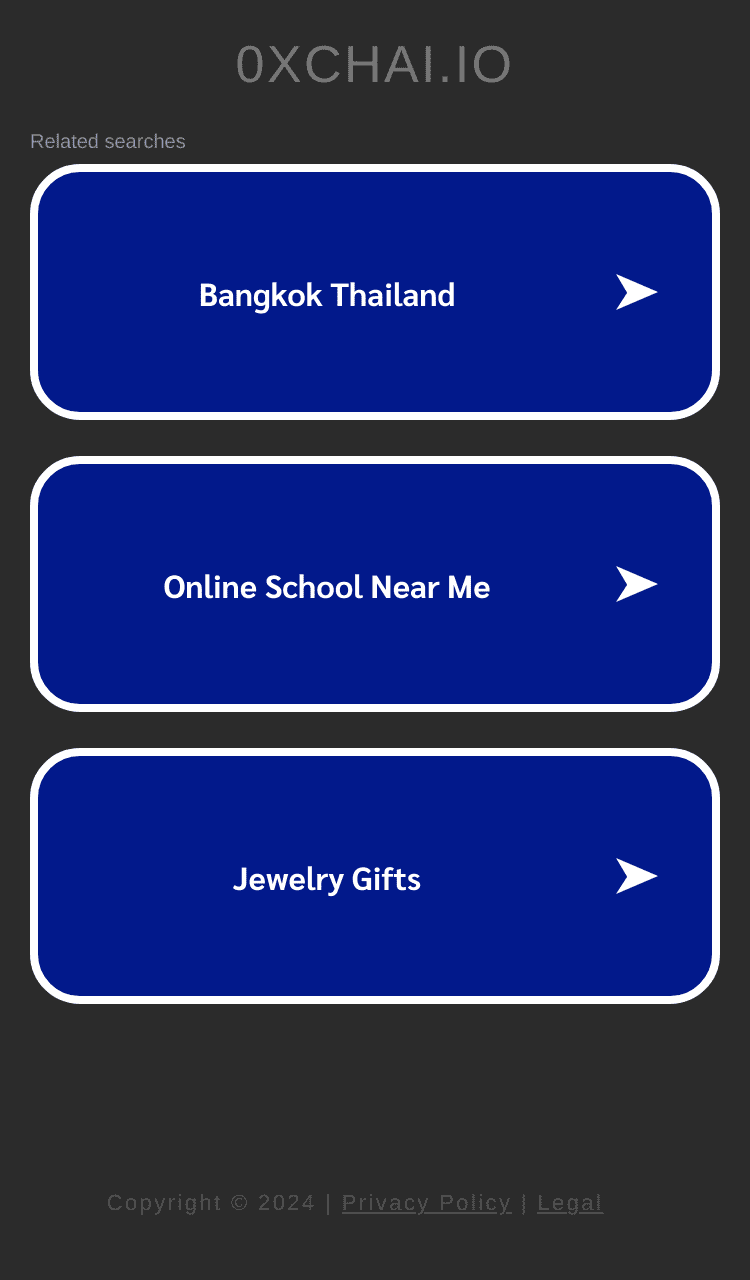 0XCHAI.IO
Related searches
Bangkok Thailand
Online School Near Me
Jewelry Gifts
Copyright © 2024 | Privacy Policy | Legal